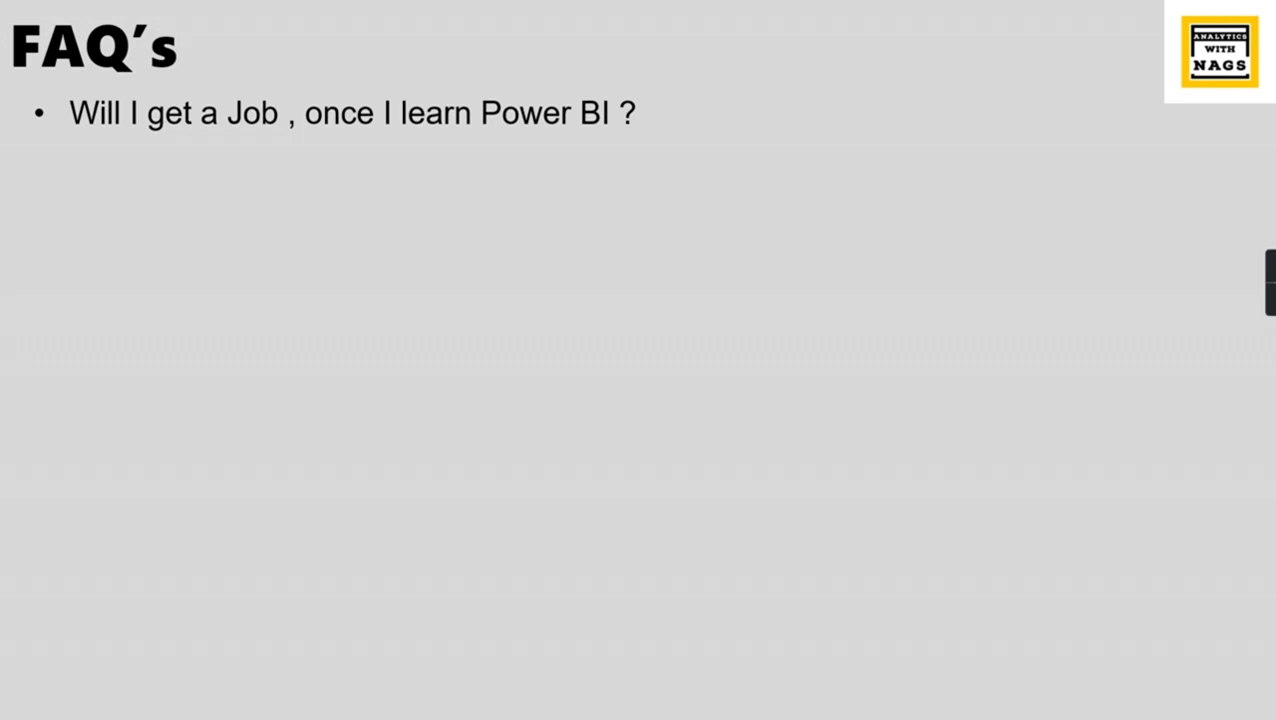 FAQ’s
ANALYTICS
WITH
NAGS
• Will I get a Job , once I learn Power BI ?